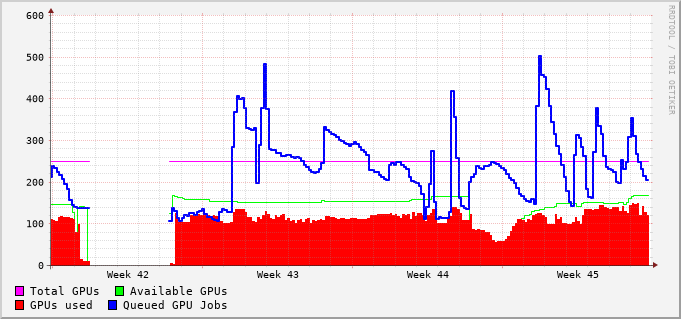 600
500
400
300
200
100
0
Week 42 Week 43 Week 44 Week 45
Total GPUs Available GPUs
GPUs used Queued GPU Jobs
RRDTOOL / TOBI OETIKER